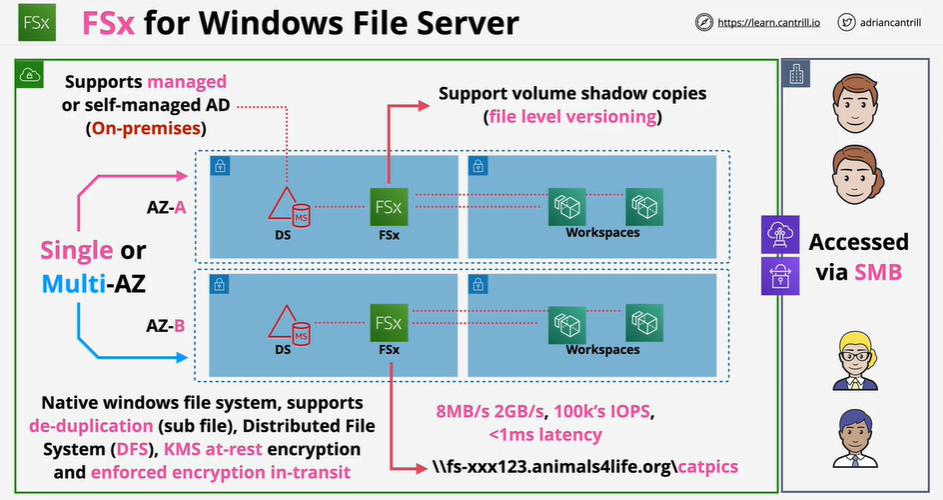 FSx
FSx for Windows File Server
https://learn.cantrill.io
adriancantrill
Supports managed
or self-managed AD
(On-premises)
Support volume shadow copies
(file level versioning)
AZ-A
MS
DS
FSx
FSx
Workspaces
Single or
Multi-AZ
Accessed
via SMB
AZ-B
MS
DS
FSx
FSx
Workspaces
Native windows file system, supports
de-duplication (sub file), Distributed File
System (DFS), KMS at-rest encryption
and enforced encryption in-transit
8MB/s 2GB/s, 100k's IOPS,
<1ms latency
\\fs-xxx123.animals4life.org\catpics